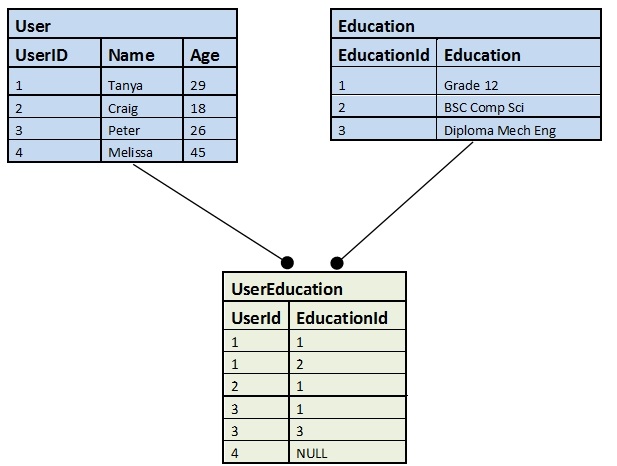 User
UserID Name Age
1 Tanya 29
2 Craig 18
3 Peter 26
4 Melissa 45
Education
EducationId Education
1 Grade 12
2 BSC Comp Sci
3 Diploma Mech Eng
UserEducation
UserId EducationId
1 1
1 2
2 1
3 1
3 3
4 NULL